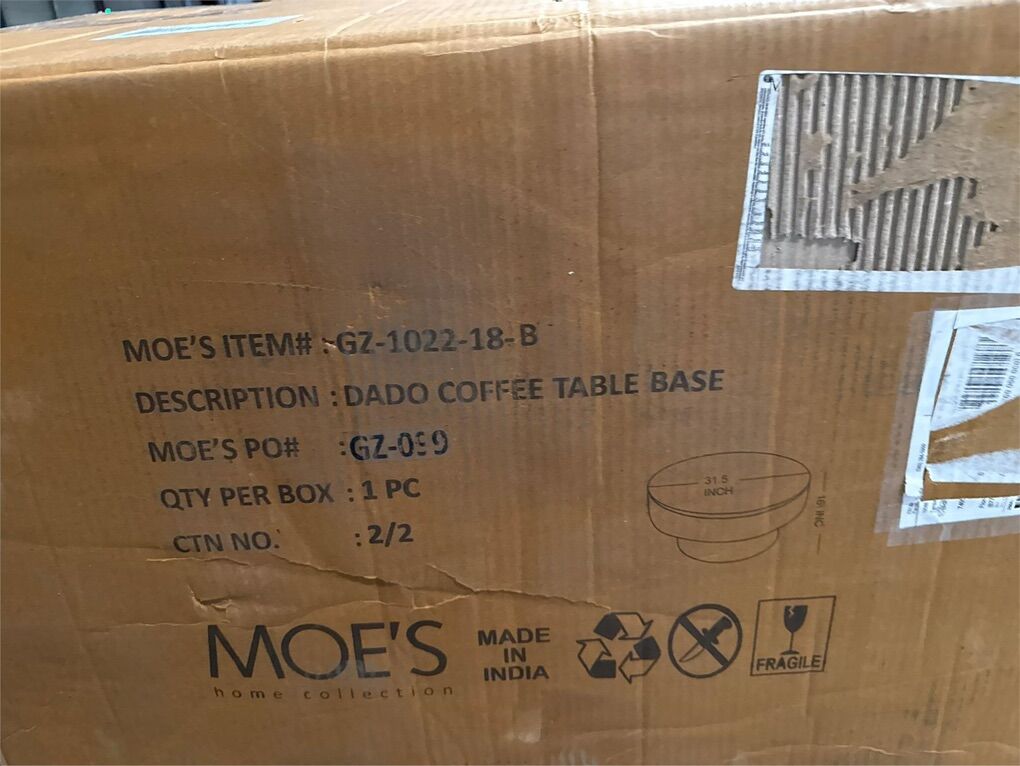 MOE'S ITEM# : GZ-1022-18-B
DESCRIPTION : DADO COFFEE TABLE BASE
MOE'S PO# : GZ-099
QTY PER BOX : 1 PC
CTN NO. : 2/2
31.5
INCH
MOE'S
home collection
MADE
IN
INDIA
FRAGILE